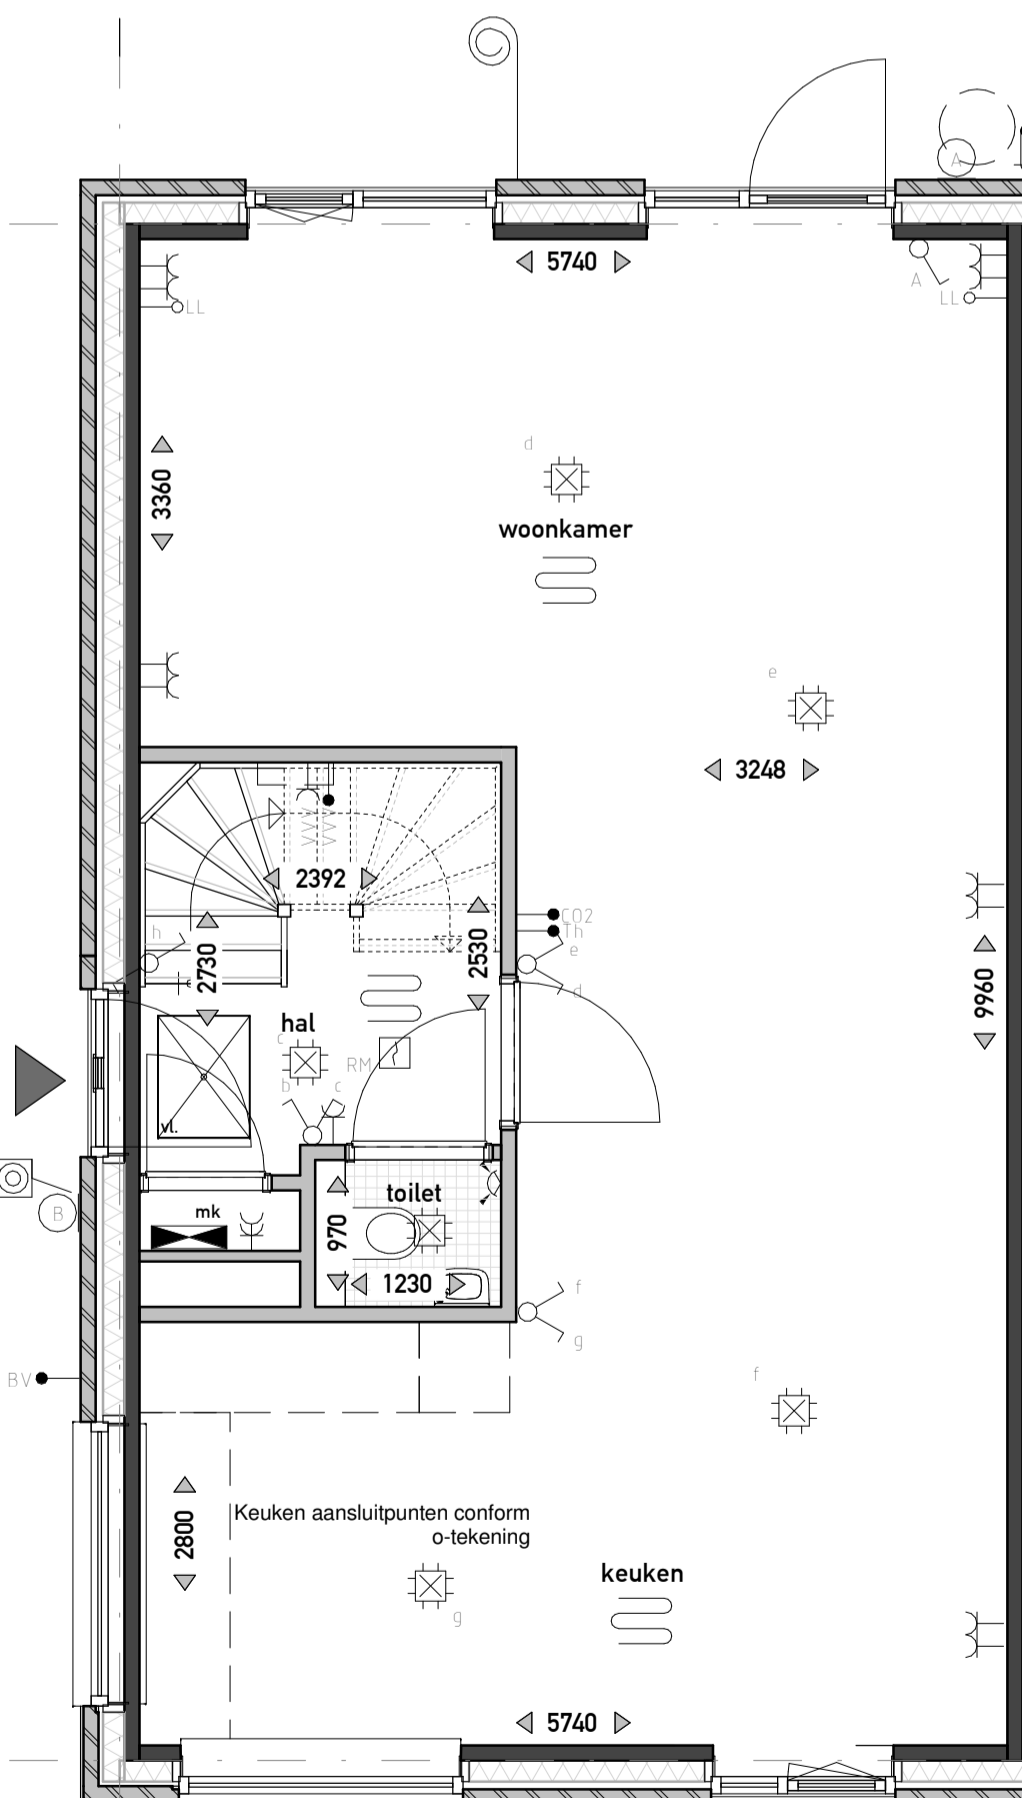 A
5740
LL
A
LL
d
3360
woonkamer
e
3248
2392
CO2
Th
h
e
2730
2530
d
9960
hal
c
RM
b
c
vl.
toilet
mk
B
970
1230
f
g
BV
f
2800
Keuken aansluitpunten conform
o-tekening
keuken
g
5740